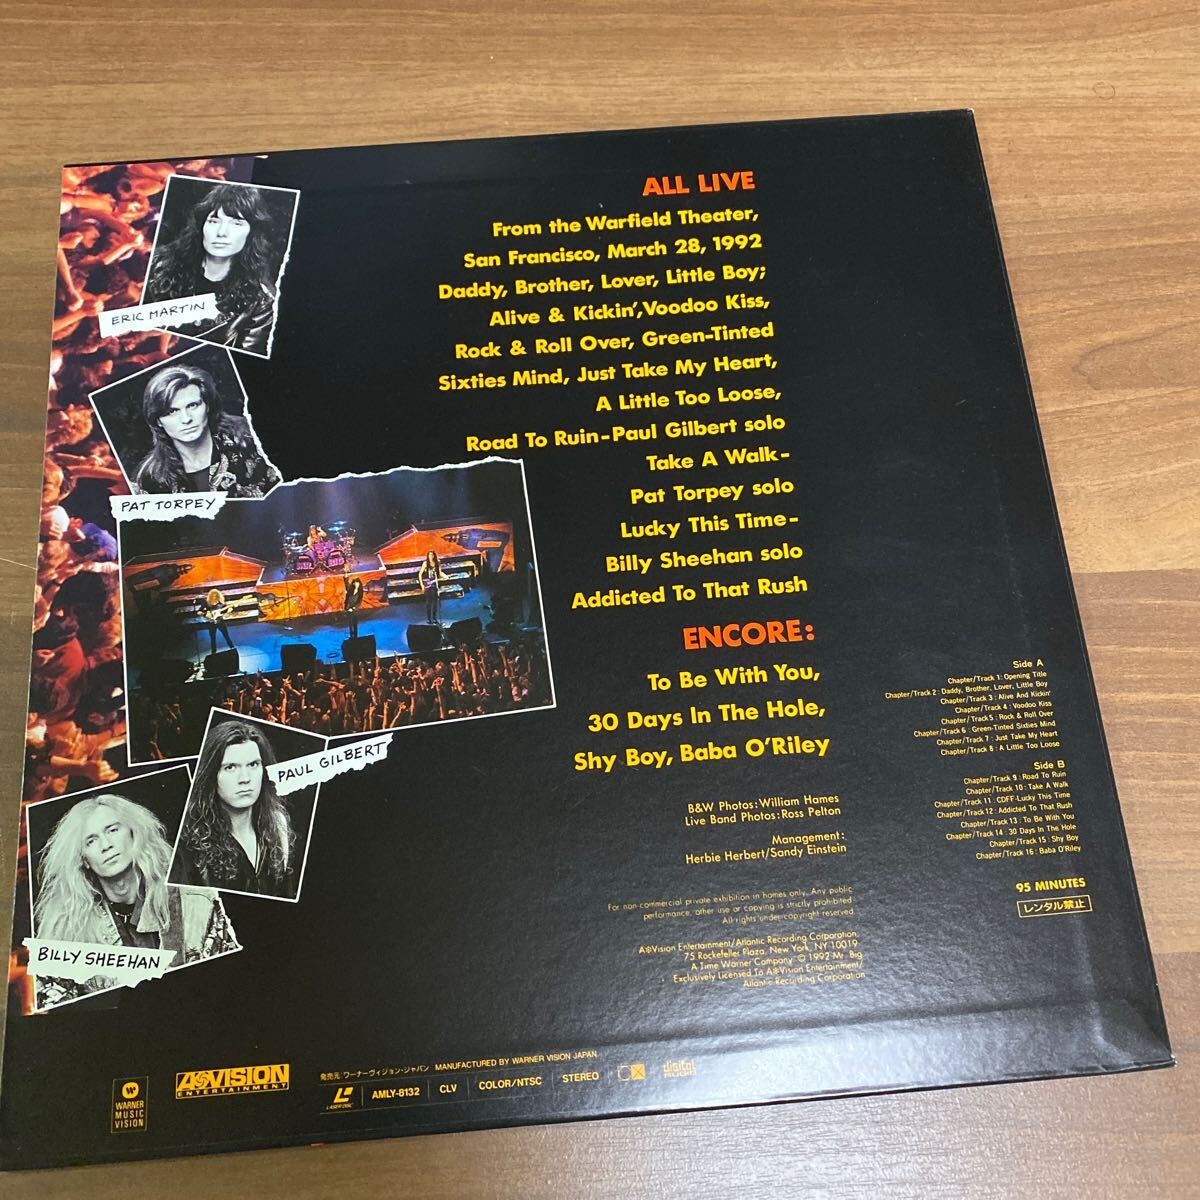 ERIC MARTIN
PAT TORPEY
PAUL GILBERT
BILLY SHEEHAN
MR. BIG
ALL LIVE
From the Warfield Theater,
San Francisco, March 28, 1992
Daddy, Brother, Lover, Little Boy;
Alive & Kickin', Voodoo Kiss,
Rock & Roll Over, Green-Tinted
Sixties Mind, Just Take My Heart,
A Little Too Loose,
Road To Ruin-Paul Gilbert solo
Take A Walk-
Pat Torpey solo
Lucky This Time-
Billy Sheehan solo
Addicted To That Rush
ENCORE:
To Be With You,
30 Days In The Hole,
Shy Boy, Baba O'Riley
B&W Photos: William Hames
Live Band Photos: Ross Pelton
Management:
Herbie Herbert/Sandy Einstein
For non-commercial private exhibition in homes only. Any public
performance, other use or copying is strictly prohibited.
All rights under copyright reserved.
A*Vision Entertainment/Atlantic Recording Corporation,
75 Rockefeller Plaza, New York, NY 10019
A Time Warner Company © 1992 Mr. Big
Exclusively Licensed To A*Vision Entertainment/
Atlantic Recording Corporation
Side A
Chapter/Track 1: Opening Title
Chapter/Track 2: Daddy, Brother, Lover, Little Boy
Chapter/Track 3: Alive And Kickin'
Chapter/Track 4: Voodoo Kiss
Chapter/Track 5: Rock & Roll Over
Chapter/Track 6: Green-Tinted Sixties Mind
Chapter/Track 7: Just Take My Heart
Chapter/Track 8: A Little Too Loose
Side B
Chapter/Track 9: Road To Ruin
Chapter/Track 10: Take A Walk
Chapter/Track 11: CDFF-Lucky This Time
Chapter/Track 12: Addicted To That Rush
Chapter/Track 13: To Be With You
Chapter/Track 14: 30 Days In The Hole
Chapter/Track 15: Shy Boy
Chapter/Track 16: Baba O'Riley
95 MINUTES
レンタル禁止
WARNER
MUSIC
VISION
A*VISION
ENTERTAINMENT
発売元:ワーナーヴィジョン・ジャパン MANUFACTURED BY WARNER VISION JAPAN
LASER DISC AMLY-8132 CLV COLOR/NTSC STEREO CX digital AUDIO